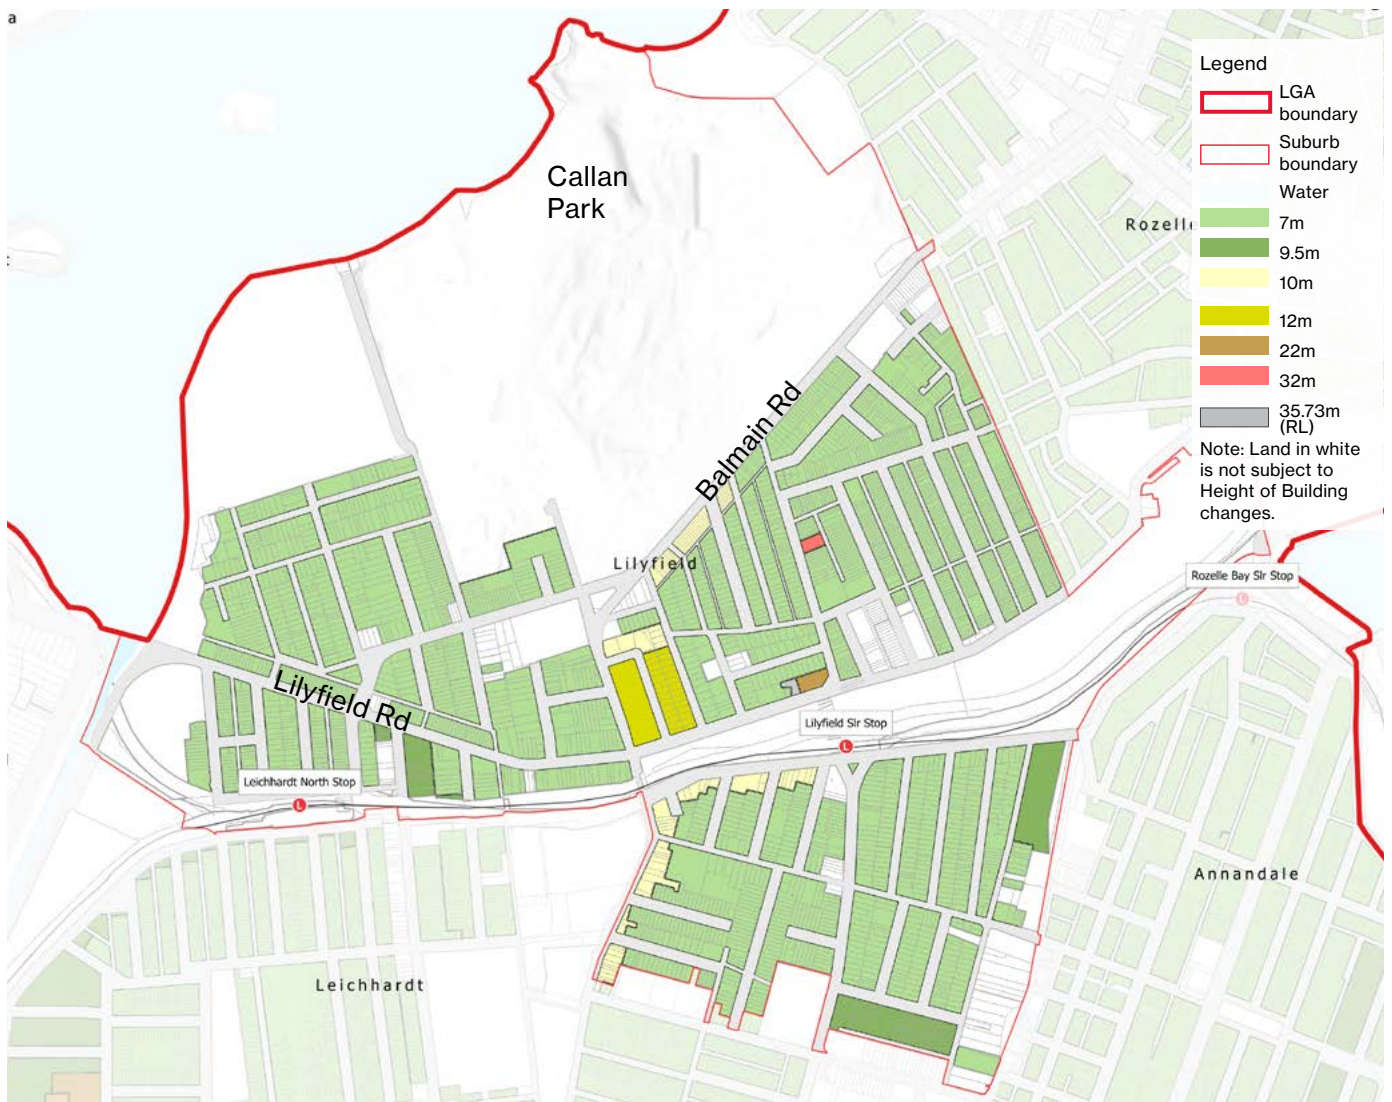 a
Callan
Park
Rozelle
Balmain Rd
Lilyfield
Lilyfield Rd
Rozelle Bay Slr Stop
L
Lilyfield Slr Stop
L
Leichhardt North Stop
L
Annandale
Leichhardt
Legend
LGA
boundary
Suburb
boundary
Water
7m
9.5m
10m
12m
22m
32m
35.73m
(RL)
Note: Land in white
is not subject to
Height of Building
changes.